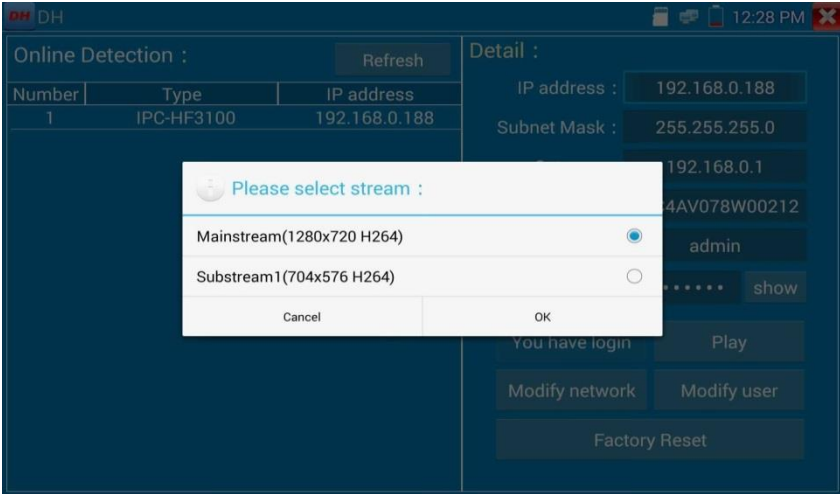 DH DH 12:28 PM
Online Detection :
Refresh
Number Type IP address
1 IPC-HF3100 192.168.0.188
Detail :
IP address : 192.168.0.188
Subnet Mask : 255.255.255.0
192.168.0.1
4AV078W00212
admin
•••••• show
Please select stream :
Mainstream(1280x720 H264)
Substream1(704x576 H264)
Cancel OK
You have login Play
Modify network Modify user
Factory Reset